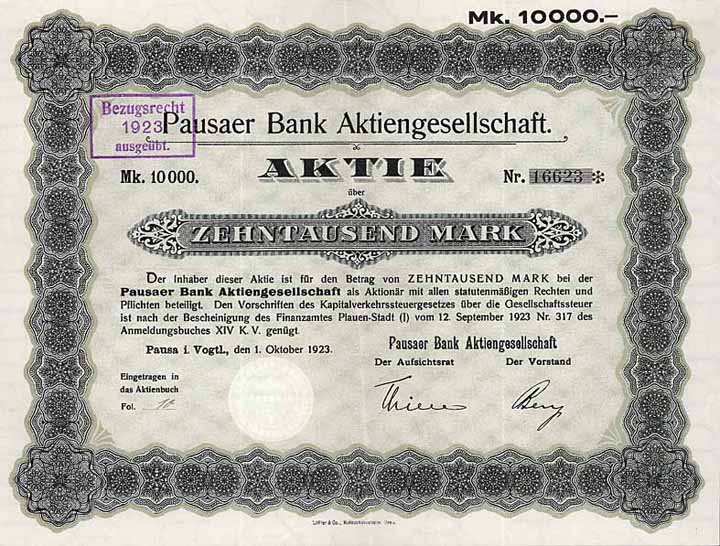 Mk. 10000.–
Bezugsrecht
1923
ausgeübt.
Pausaer Bank Aktiengesellschaft.
AKTIE
Mk. 10000.
Nr. 16623 *
über
ZEHNTAUSEND MARK
Der Inhaber dieser Aktie ist für den Betrag von ZEHNTAUSEND MARK bei der
Pausaer Bank Aktiengesellschaft als Aktionär mit allen statutenmäßigen Rechten und
Pflichten beteiligt. Den Vorschriften des Kapitalverkehrssteuergesetzes über die Gesellschaftssteuer
ist nach der Bescheinigung des Finanzamtes Plauen-Stadt (I) vom 12. September 1923 Nr. 317 des
Anmeldungsbuches XIV K. V. genügt.
Pausa i. Vogtl., den 1. Oktober 1923.
Pausaer Bank Aktiengesellschaft
Der Aufsichtsrat
Der Vorstand
Eingetragen in
das Aktienbuch
Fol.